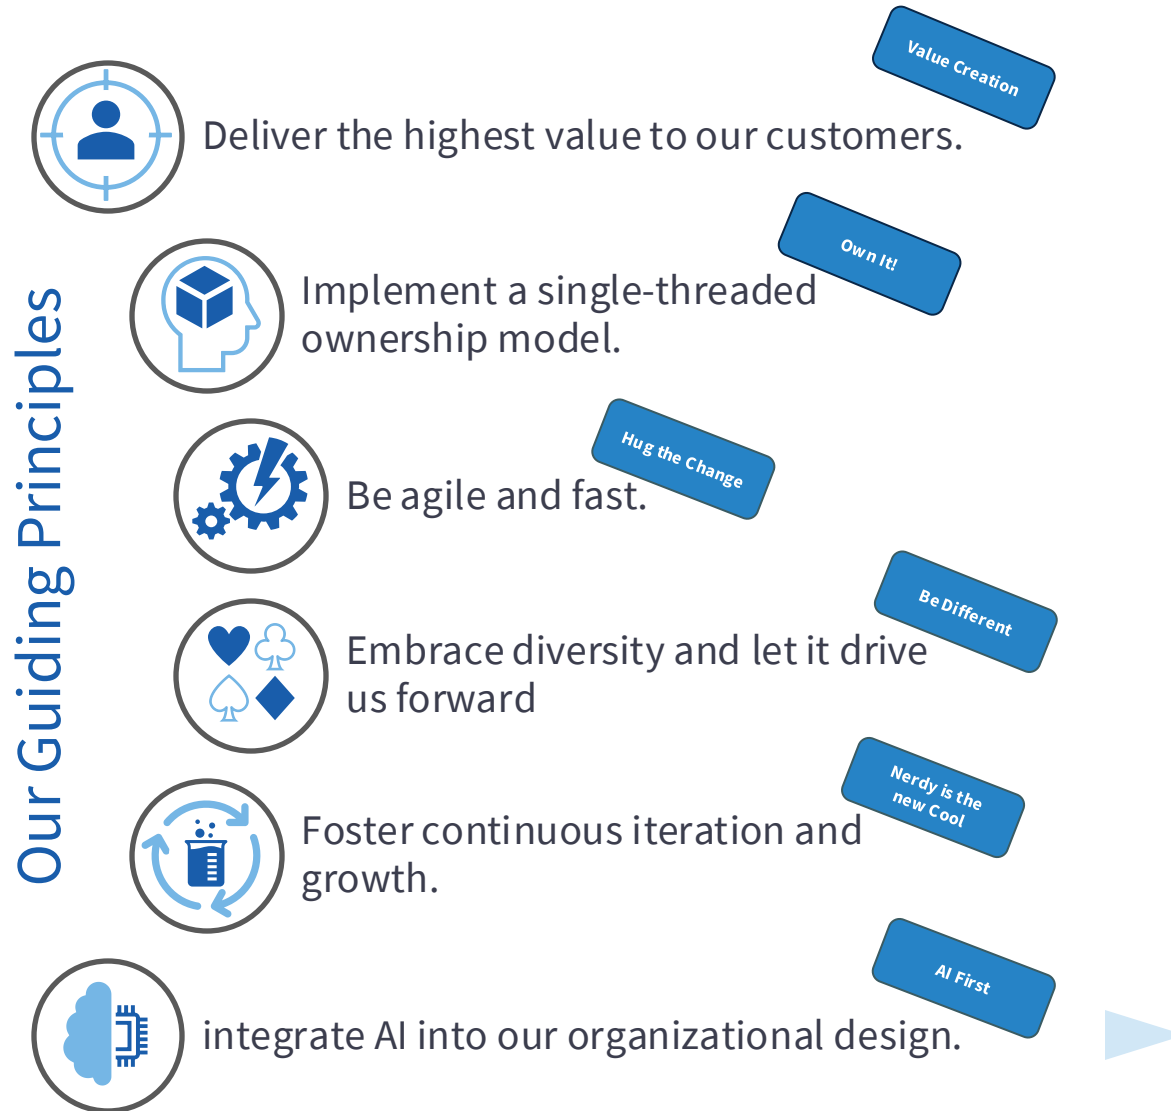 Our Guiding Principles
Value Creation
Deliver the highest value to our customers.
Own It!
Implement a single-threaded
ownership model.
Hug the Change
Be agile and fast.
Be Different
Embrace diversity and let it drive
us forward
Nerdy is the
new Cool
Foster continuous iteration and
growth.
AI First
integrate AI into our organizational design.